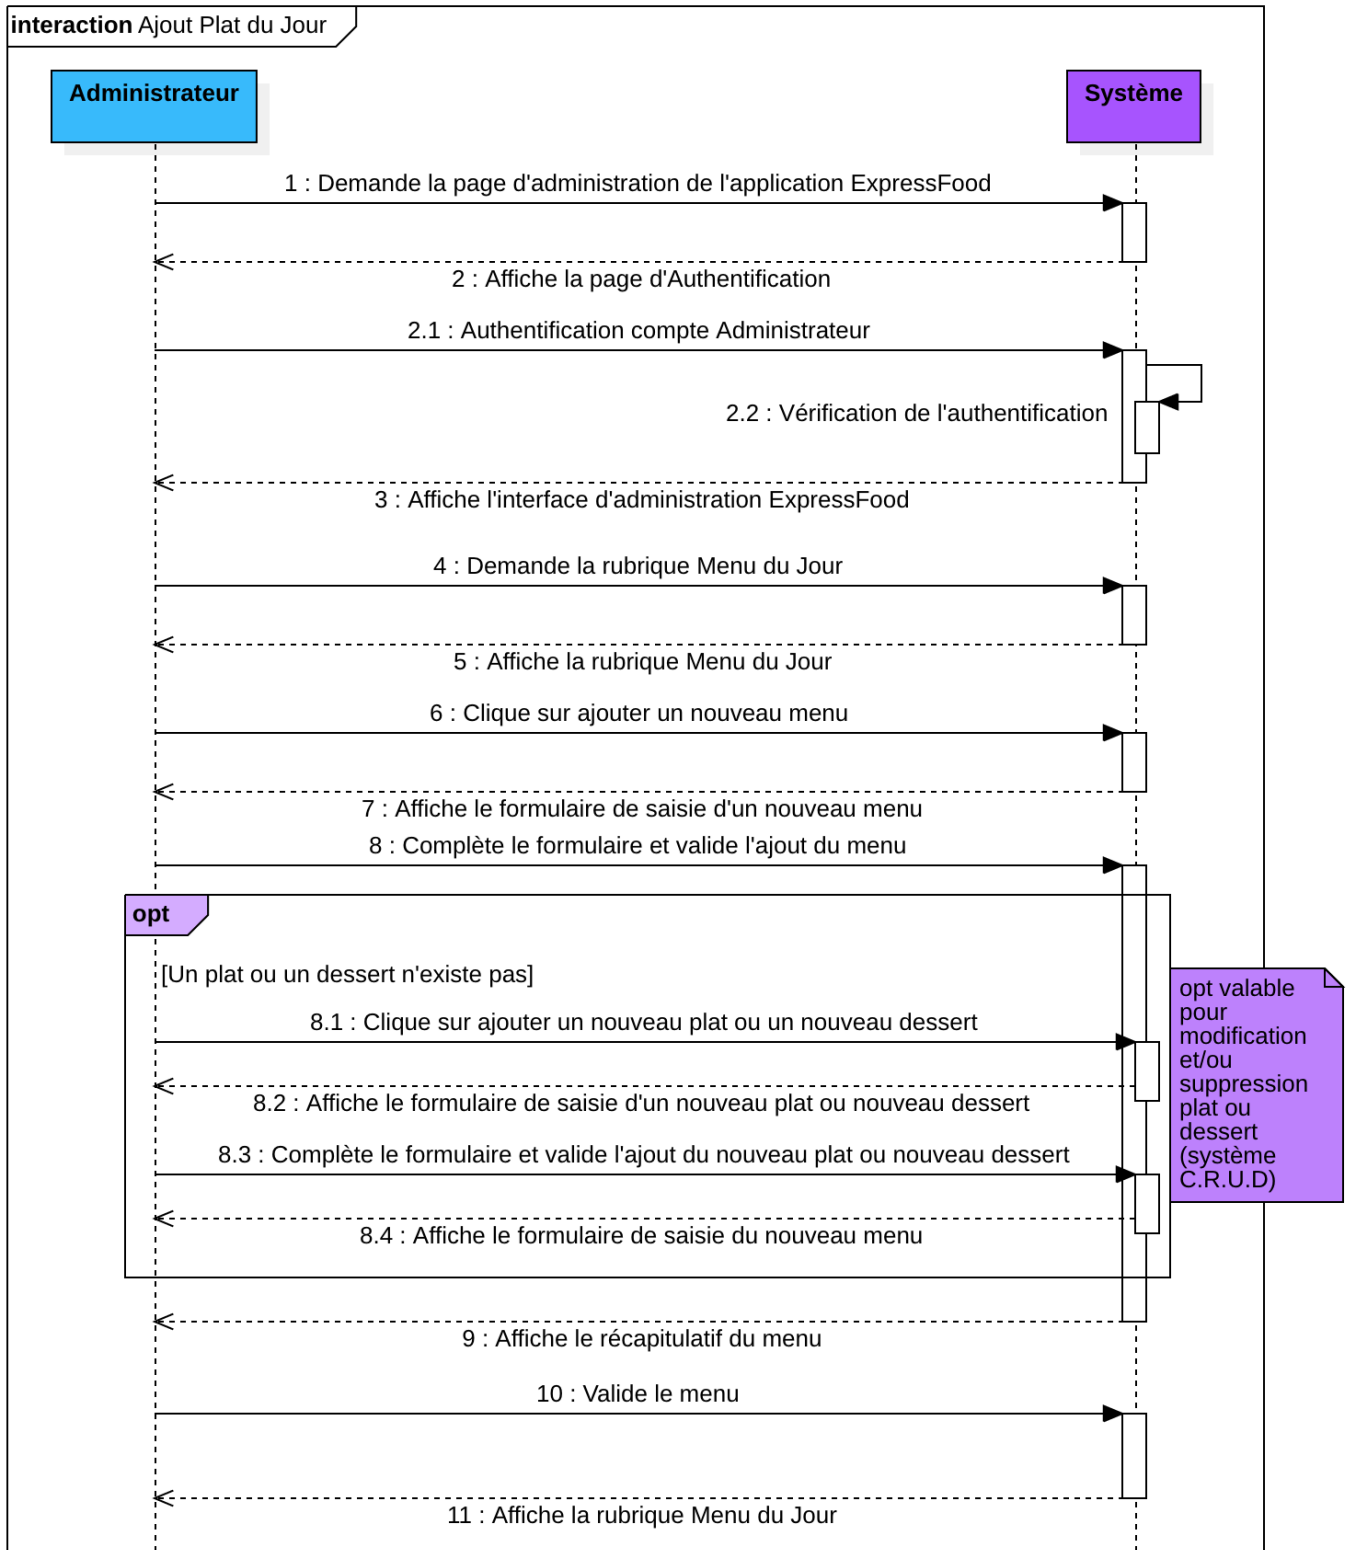 interaction Ajout Plat du Jour
Administrateur
Système
1 : Demande la page d'administration de l'application ExpressFood
2 : Affiche la page d'Authentification
2.1 : Authentification compte Administrateur
2.2 : Vérification de l'authentification
3 : Affiche l'interface d'administration ExpressFood
4 : Demande la rubrique Menu du Jour
5 : Affiche la rubrique Menu du Jour
6 : Clique sur ajouter un nouveau menu
7 : Affiche le formulaire de saisie d'un nouveau menu
8 : Complète le formulaire et valide l'ajout du menu
opt
[Un plat ou un dessert n'existe pas]
8.1 : Clique sur ajouter un nouveau plat ou un nouveau dessert
8.2 : Affiche le formulaire de saisie d'un nouveau plat ou nouveau dessert
8.3 : Complète le formulaire et valide l'ajout du nouveau plat ou nouveau dessert
8.4 : Affiche le formulaire de saisie du nouveau menu
opt valable
pour
modification
et/ou
suppression
plat ou
dessert
(système
C.R.U.D)
9 : Affiche le récapitulatif du menu
10 : Valide le menu
11 : Affiche la rubrique Menu du Jour